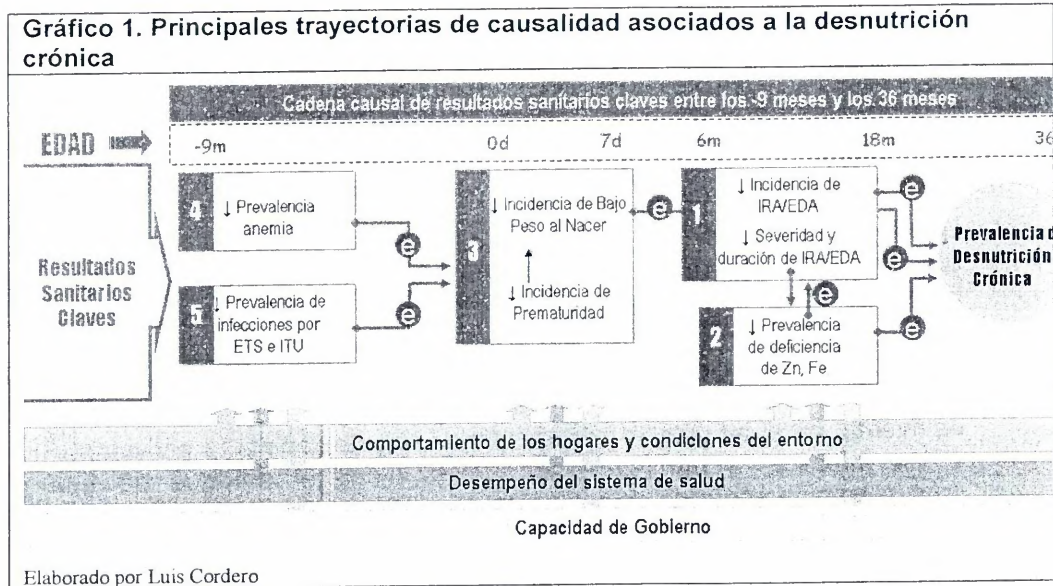 Gráfico 1. Principales trayectorias de causalidad asociados a la desnutrición
crónica
Cadena causal de resultados sanitarios claves entre los -9 meses y los 36 meses
EDAD
-9m
0d
7d
6m
18m
36
Resultados
Sanitarios
Claves
4
↓ Prevalencia
anemia
e
5
↓ Prevalencia de
infecciones por
ETS e ITU
e
3
↓ Incidencia de Bajo
Peso al Nacer
↓ Incidencia de
Prematuridad
e
1
↓ Incidencia de
IRA/EDA
↓ Severidad y
duración de IRA/EDA
e
2
↓ Prevalencia
de deficiencia
de Zn, Fe
e
e
e
↓ Prevalencia d
Desnutrición
Crónica
Comportamiento de los hogares y condiciones del entorno
Desempeño del sistema de salud
Capacidad de Gobierno
Elaborado por Luis Cordero